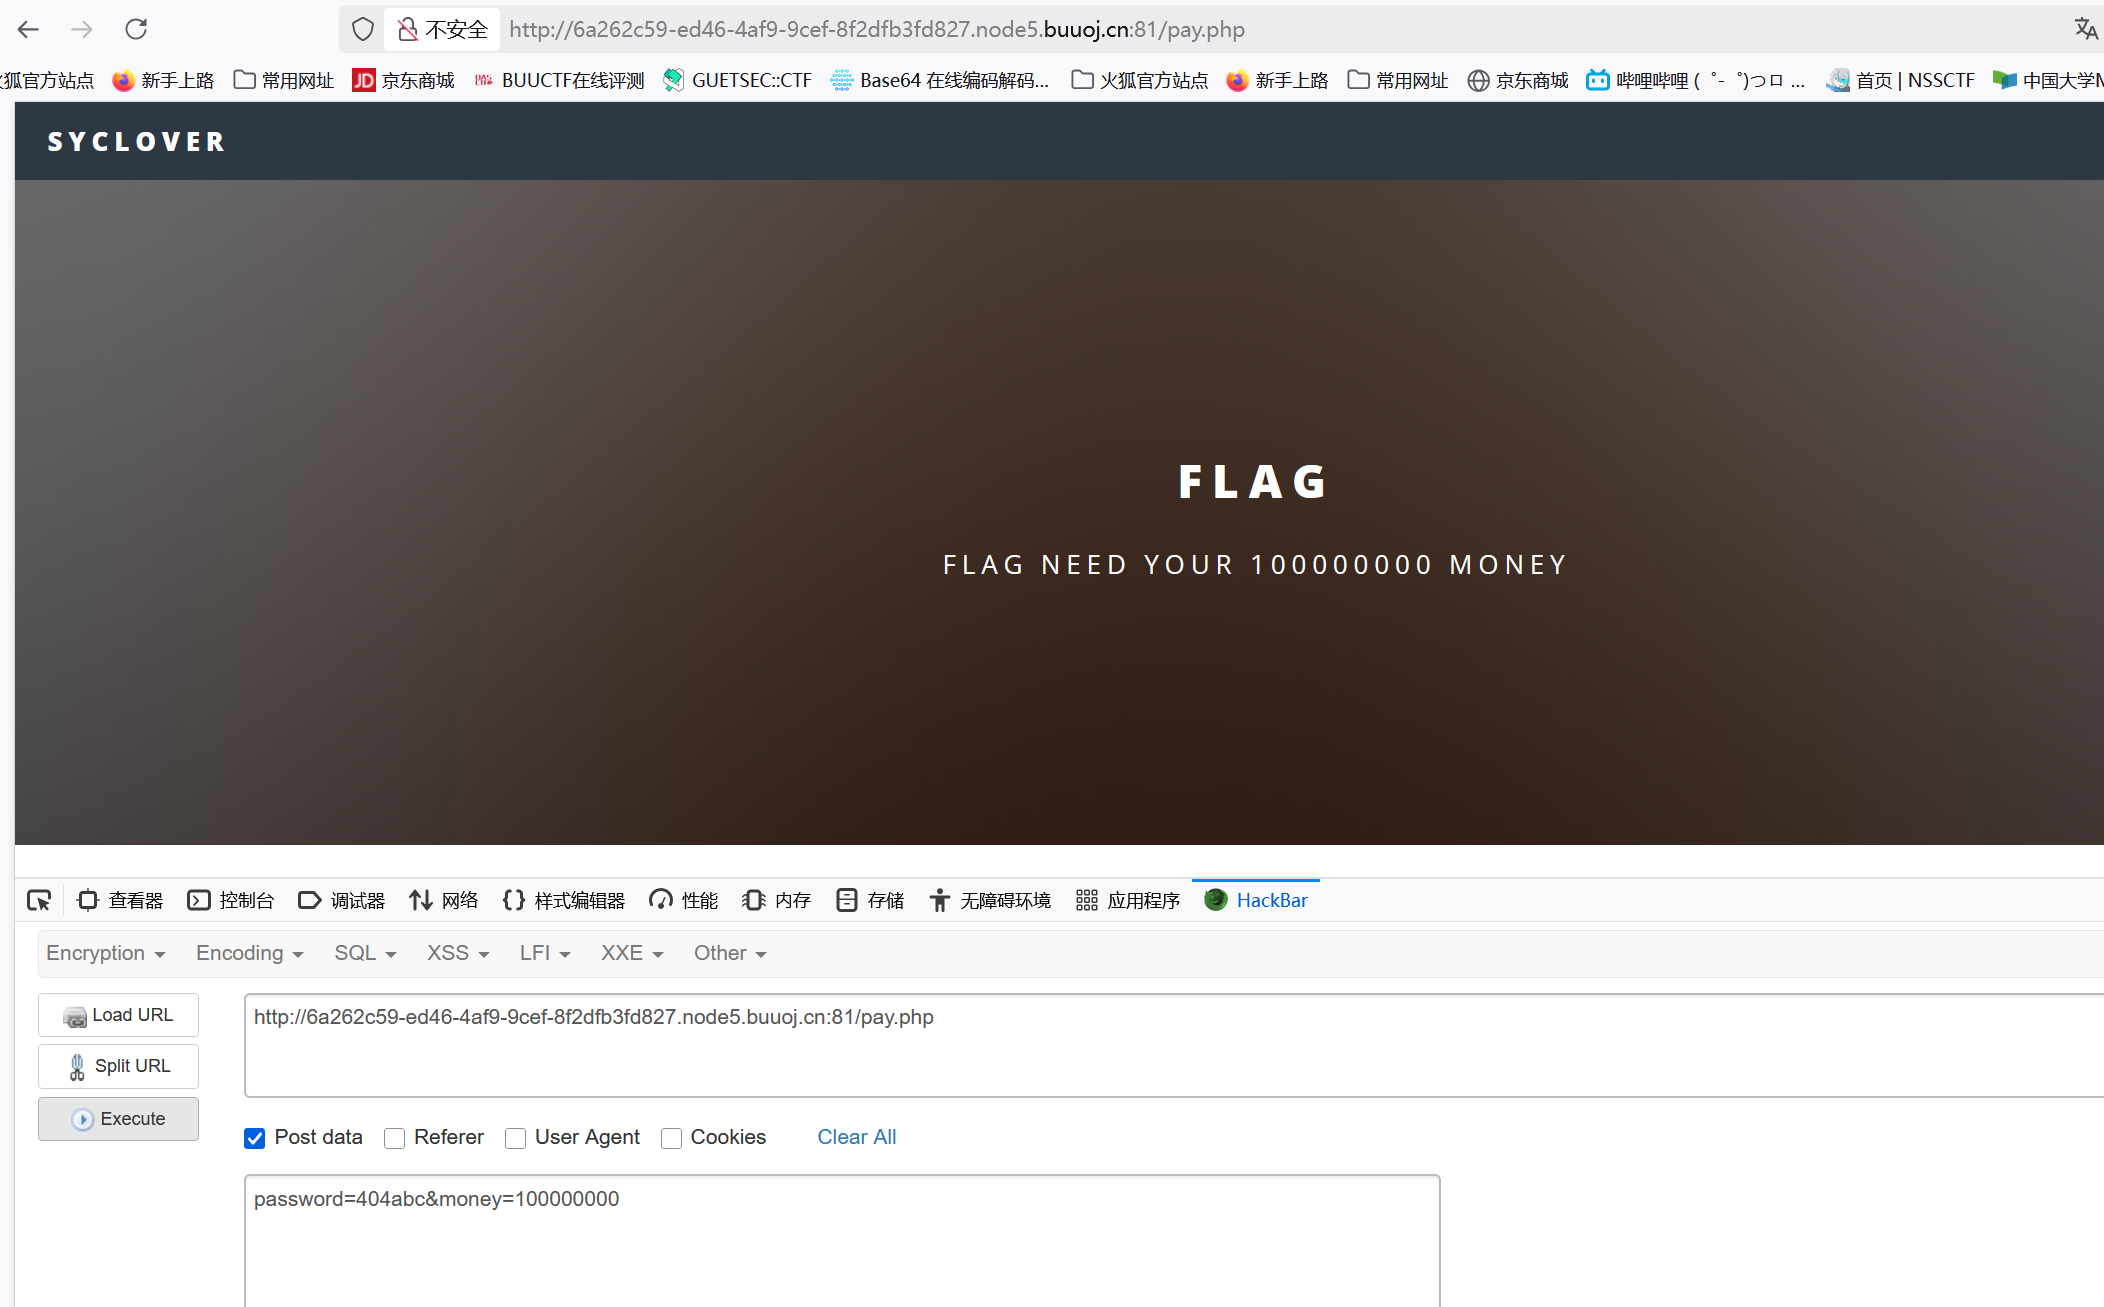 不安全 http://6a262c59-ed46-4af9-9cef-8f2dfb3fd827.node5.buuoj.cn:81/pay.php
狐官方站点 新手上路 常用网址 JD 京东商城 BUUCTF在线评测 GUETSEC::CTF Base64 在线编码解码... 火狐官方站点 新手上路 常用网址 京东商城 哔哩哔哩 ( ゜- ゜)つロ ... 首页 | NSSCTF 中国大学M
SYCLOVER
FLAG
FLAG NEED YOUR 100000000 MONEY
查看器 控制台 调试器 网络 样式编辑器 性能 内存 存储 无障碍环境 应用程序 HackBar
Encryption Encoding SQL XSS LFI XXE Other
Load URL
http://6a262c59-ed46-4af9-9cef-8f2dfb3fd827.node5.buuoj.cn:81/pay.php
Split URL
Execute
Post data Referer User Agent Cookies Clear All
password=404abc&money=100000000